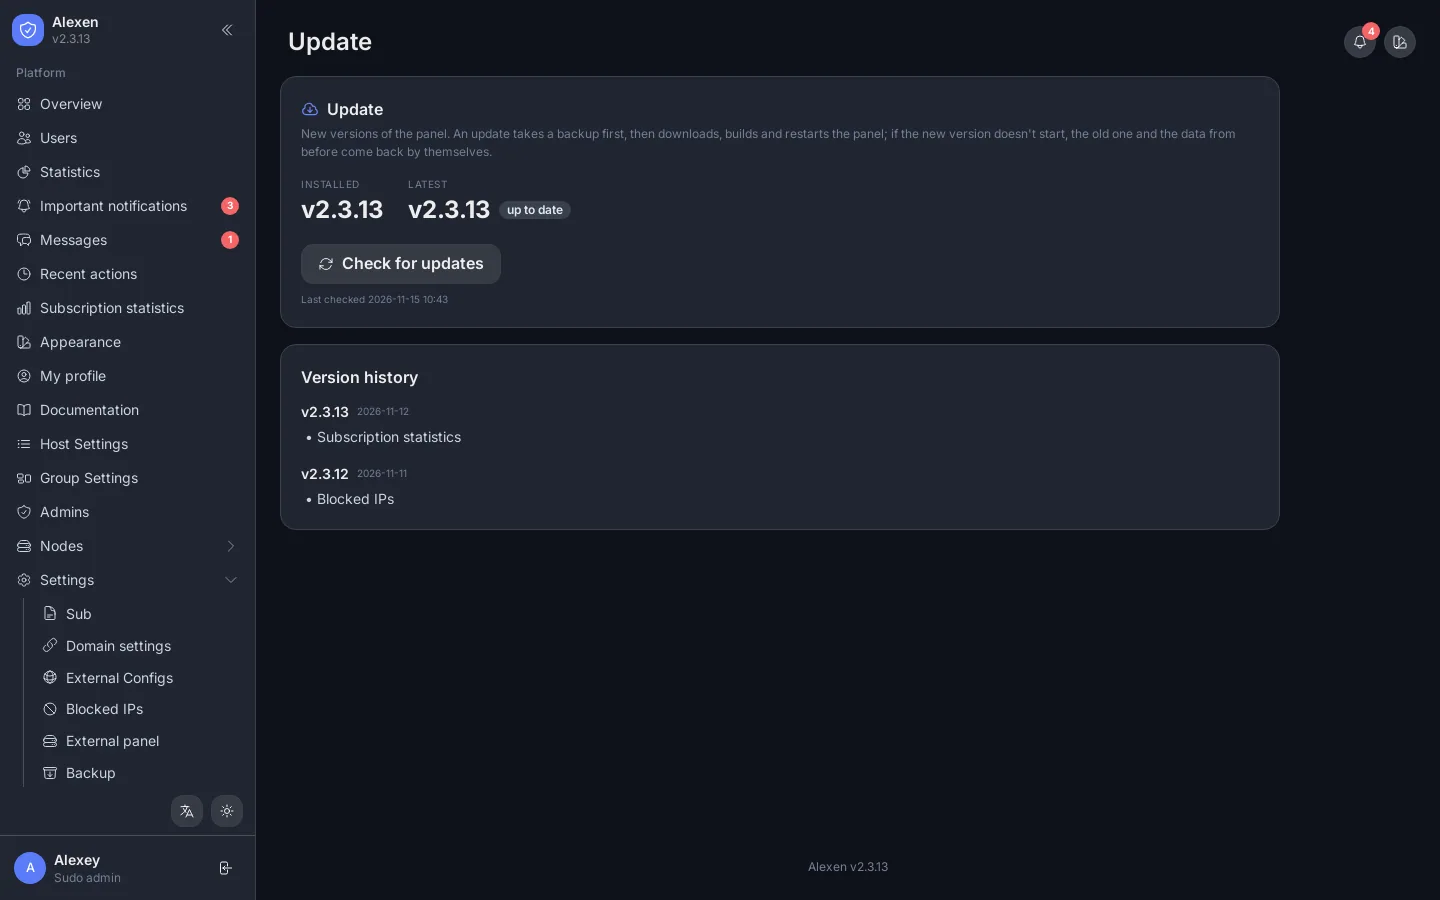 Alexen
v2.3.13
Platform
Overview
Users
Statistics
Important notifications 3
Messages 1
Recent actions
Subscription statistics
Appearance
My profile
Documentation
Host Settings
Group Settings
Admins
Nodes
Settings
Sub
Domain settings
External Configs
Blocked IPs
External panel
Backup
A
Alexey
Sudo admin
Update
4
Update
New versions of the panel. An update takes a backup first, then downloads, builds and restarts the panel; if the new version doesn't start, the old one and the data from
before come back by themselves.
INSTALLED LATEST
v2.3.13 v2.3.13 up to date
Check for updates
Last checked 2026-11-15 10:43
Version history
v2.3.13 2026-11-12
• Subscription statistics
v2.3.12 2026-11-11
• Blocked IPs
Alexen v2.3.13